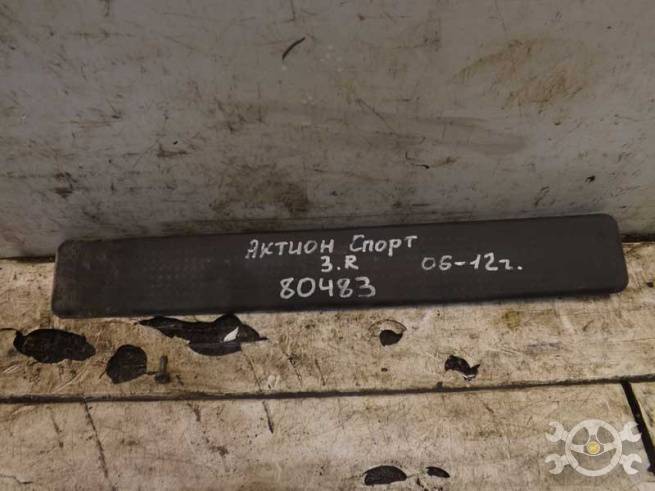 Актион Спорт
З.R 06-12г.
80483